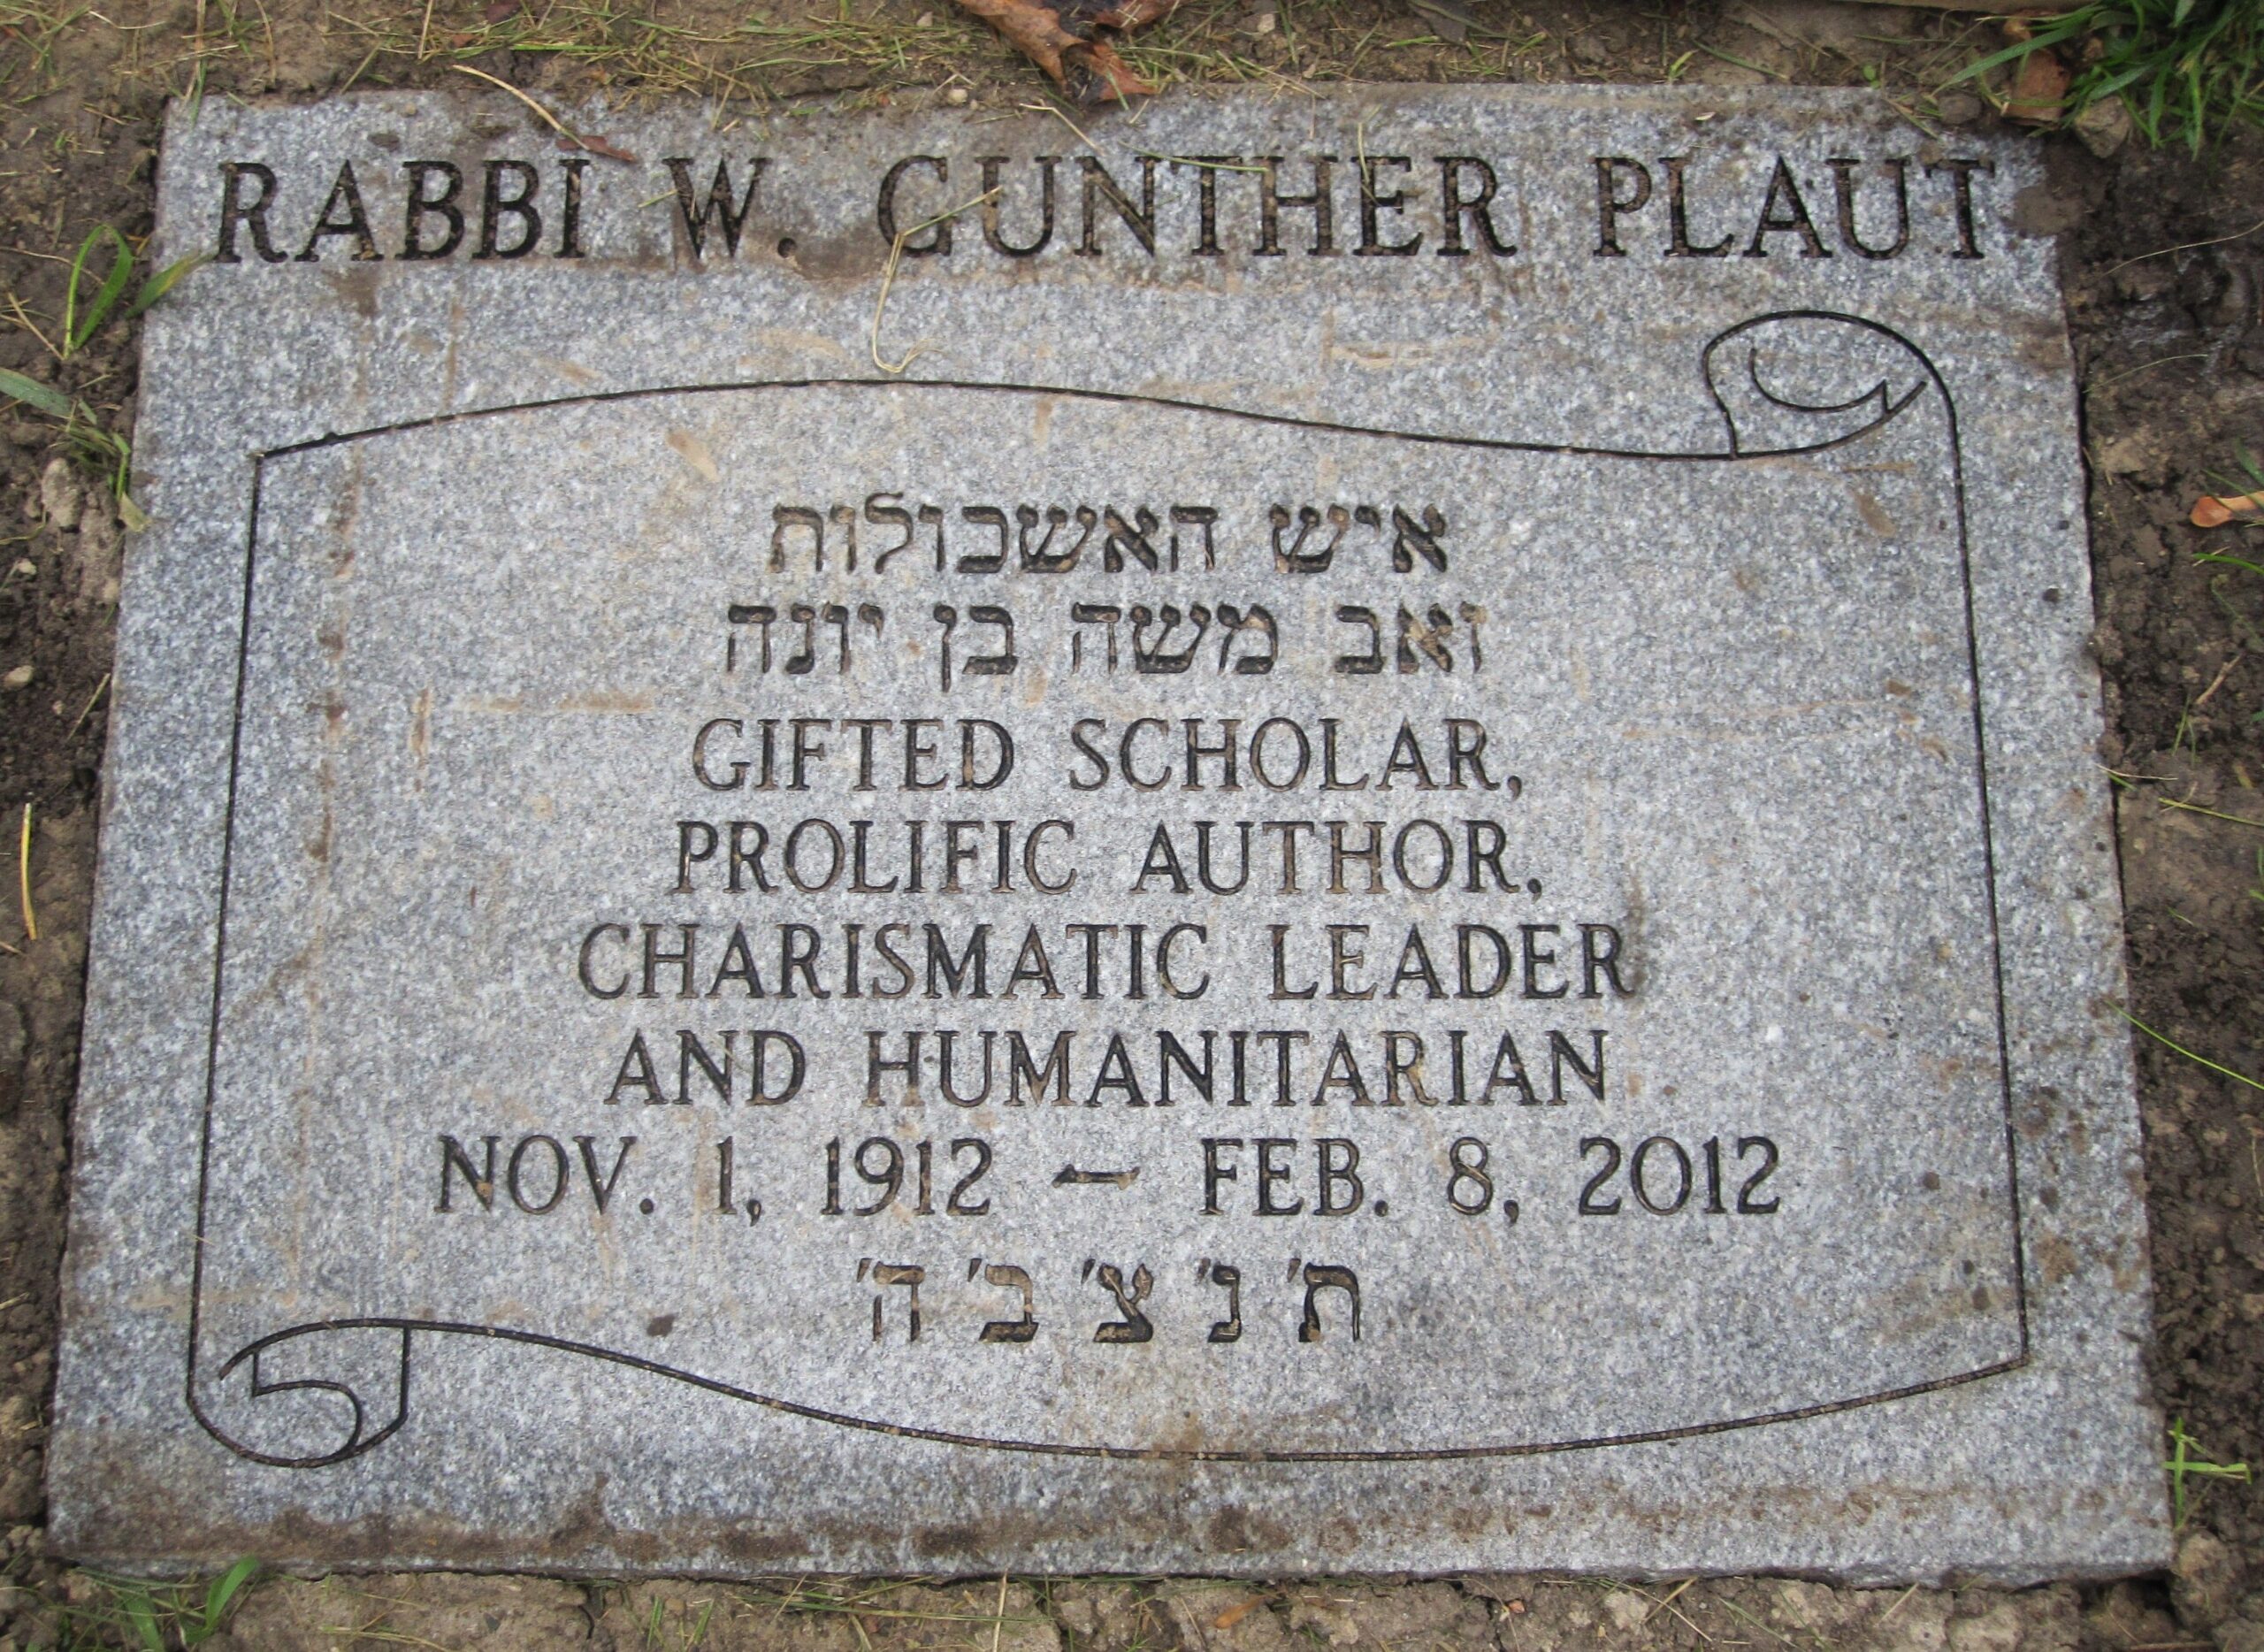 RABBI W. GUNTHER PLAUT
איש האשכולות
זאב משה בן יונה
GIFTED SCHOLAR,
PROLIFIC AUTHOR,
CHARISMATIC LEADER
AND HUMANITARIAN
NOV. 1, 1912 – FEB. 8, 2012
ת' נ' צ' ב' ה'